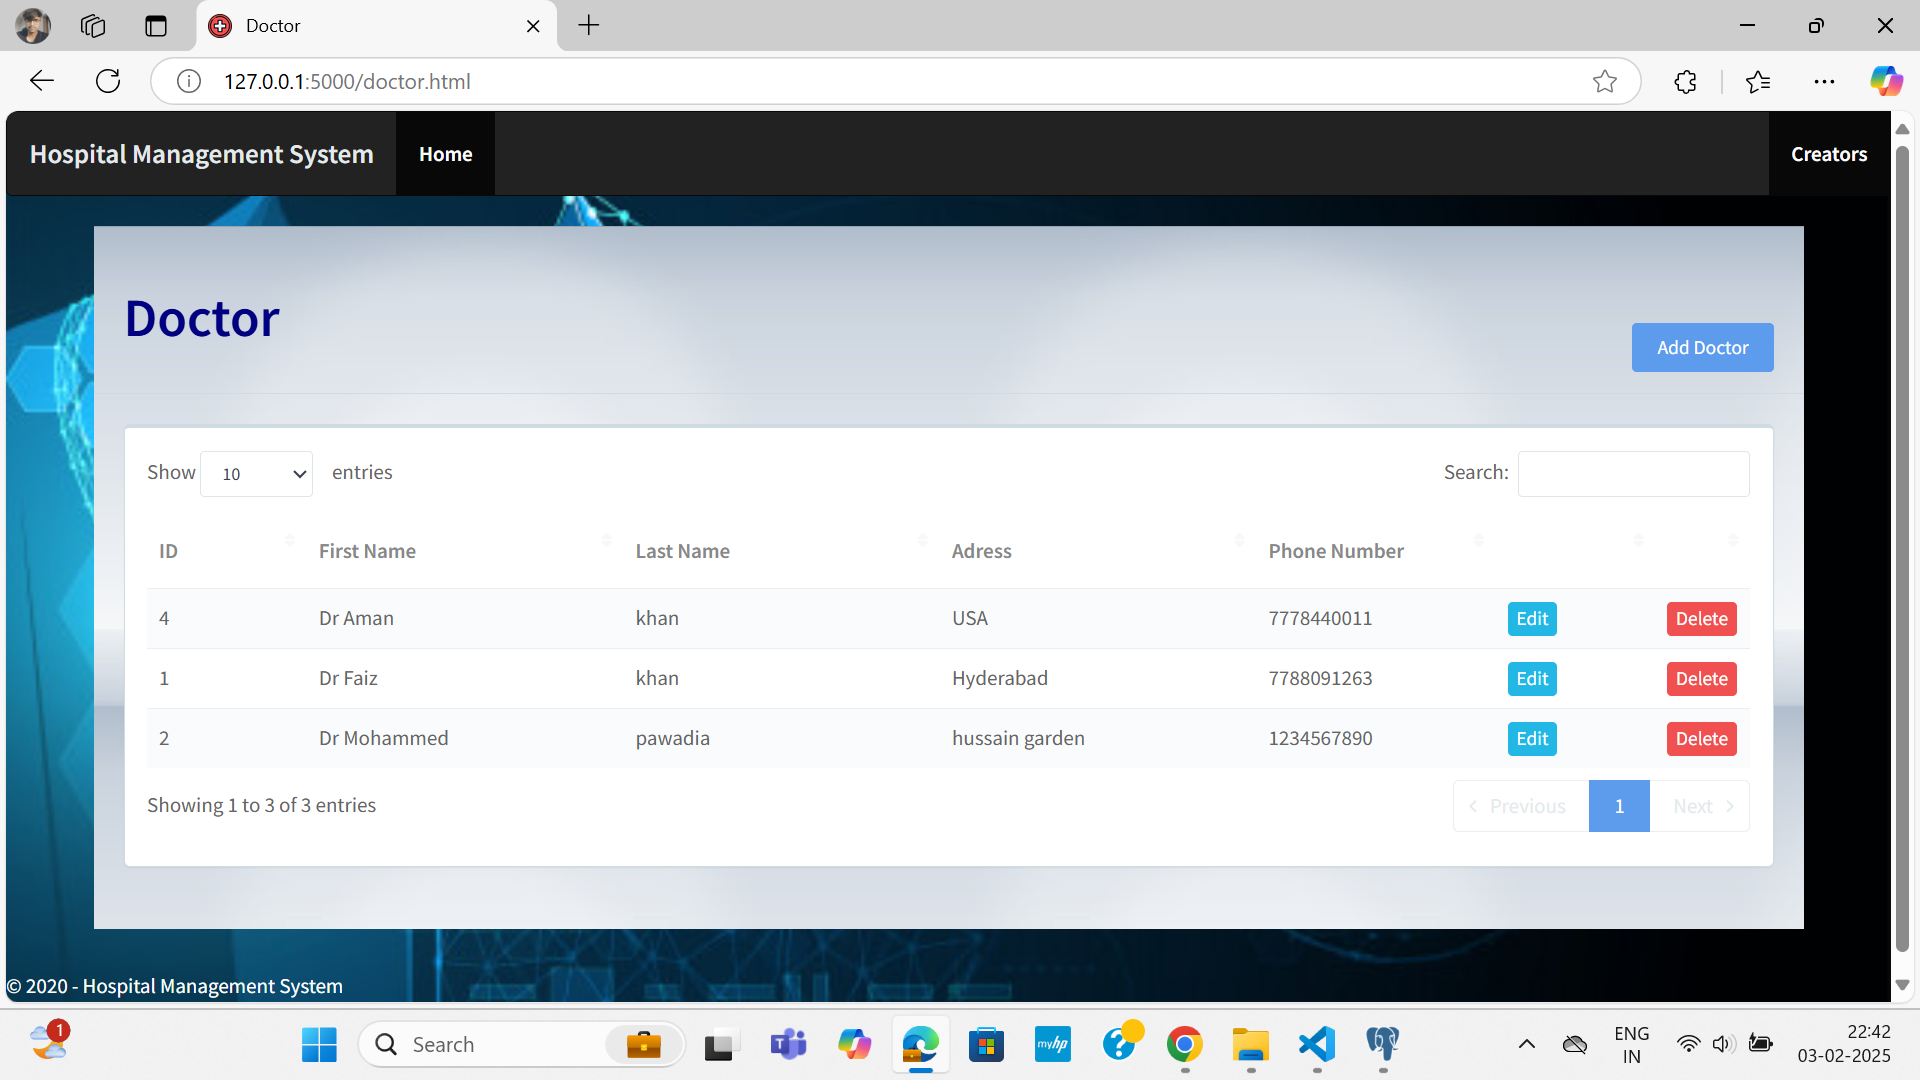 Doctor
127.0.0.1:5000/doctor.html
Hospital Management System Home Creators
Doctor
Add Doctor
Show 10 entries Search:
ID First Name Last Name Adress Phone Number
4 Dr Aman khan USA 7778440011 Edit Delete
1 Dr Faiz khan Hyderabad 7788091263 Edit Delete
2 Dr Mohammed pawadia hussain garden 1234567890 Edit Delete
Showing 1 to 3 of 3 entries Previous 1 Next
© 2020 - Hospital Management System
1 Search myhp ENG 22:42
IN 03-02-2025